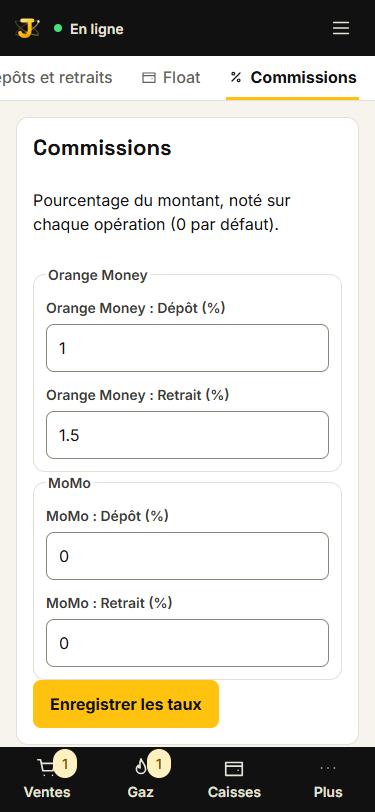 J
En ligne
epôts et retraits
Float
Commissions
Commissions
Pourcentage du montant, noté sur
chaque opération (0 par défaut).
Orange Money
Orange Money : Dépôt (%)
1
Orange Money : Retrait (%)
1.5
MoMo
MoMo : Dépôt (%)
0
MoMo : Retrait (%)
0
Enregistrer les taux
1
1
Ventes
Gaz
Caisses
Plus